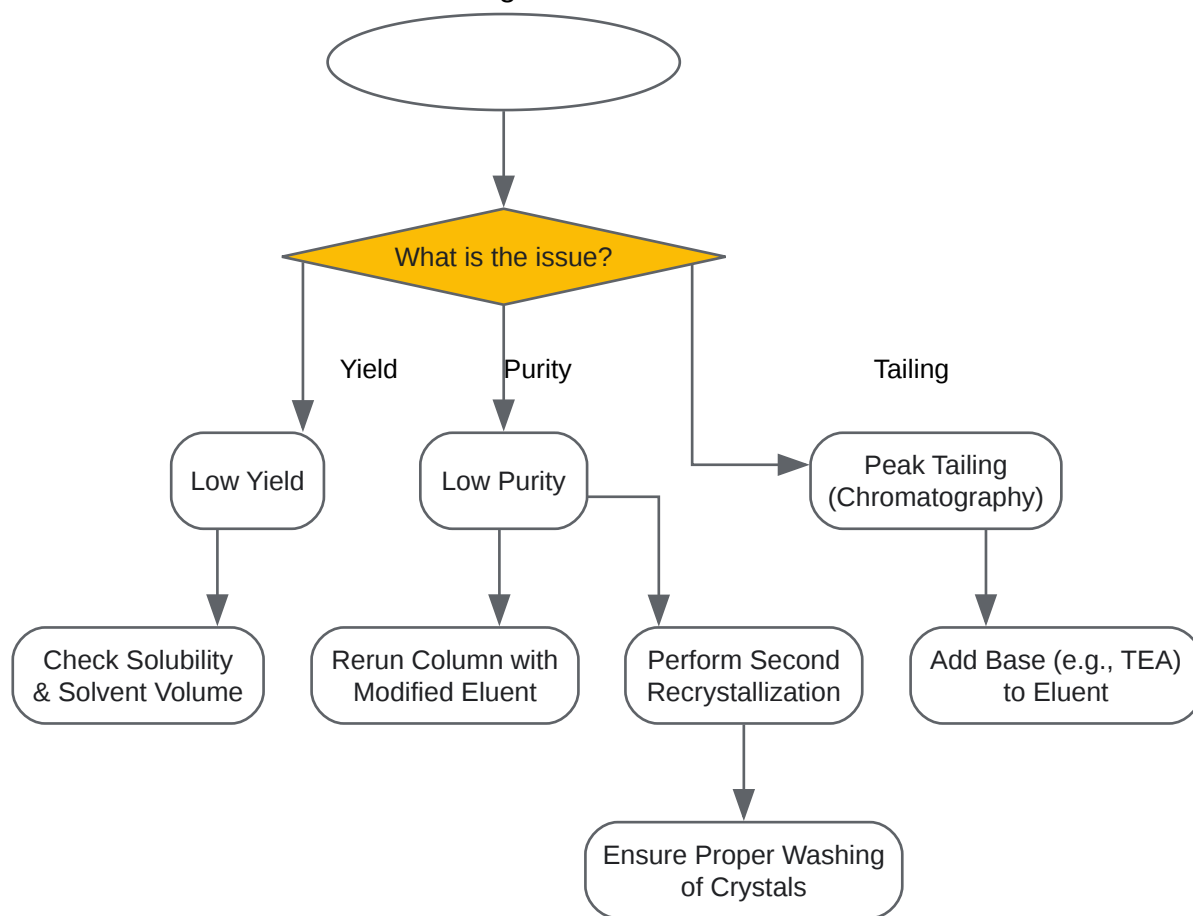 What is the issue?
Yield
Purity
Tailing
Low Yield
Low Purity
Peak Tailing
(Chromatography)
Check Solubility
& Solvent Volume
Rerun Column with
Modified Eluent
Perform Second
Recrystallization
Add Base (e.g., TEA)
to Eluent
Ensure Proper Washing
of Crystals